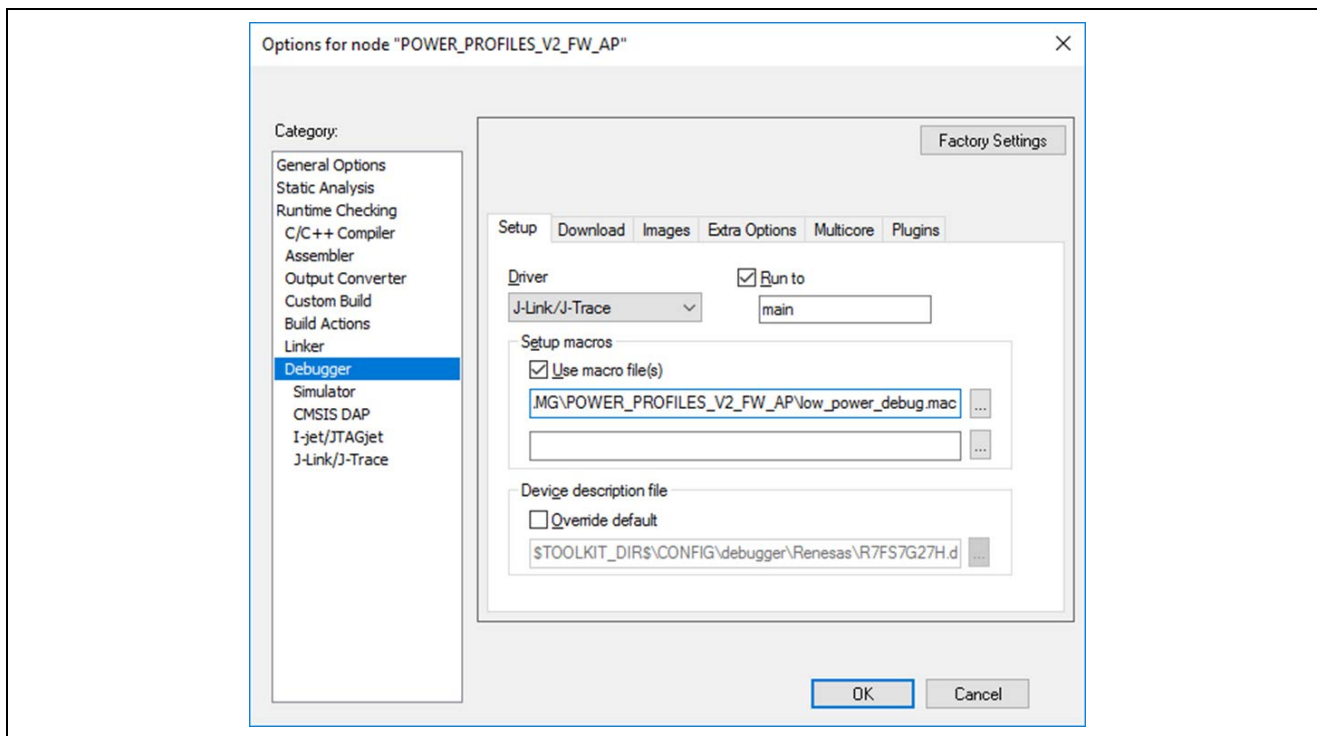 Options for node "POWER_PROFILES_V2_FW_AP"
Category:
General Options
Static Analysis
Runtime Checking
C/C++ Compiler
Assembler
Output Converter
Custom Build
Build Actions
Linker
Debugger
Simulator
CMSIS DAP
I-jet/JTAGjet
J-Link/J-Trace
Factory Settings
Setup Download Images Extra Options Multicore Plugins
Driver
Run to
J-Link/J-Trace
main
Setup macros
Use macro file(s)
.MG\POWER_PROFILES_V2_FW_AP\low_power_debug.mac
...
...
Device description file
Override default
$TOOLKIT_DIR$\CONFIG\debugger\Renesas\R7FS7G27H.d
...
OK Cancel